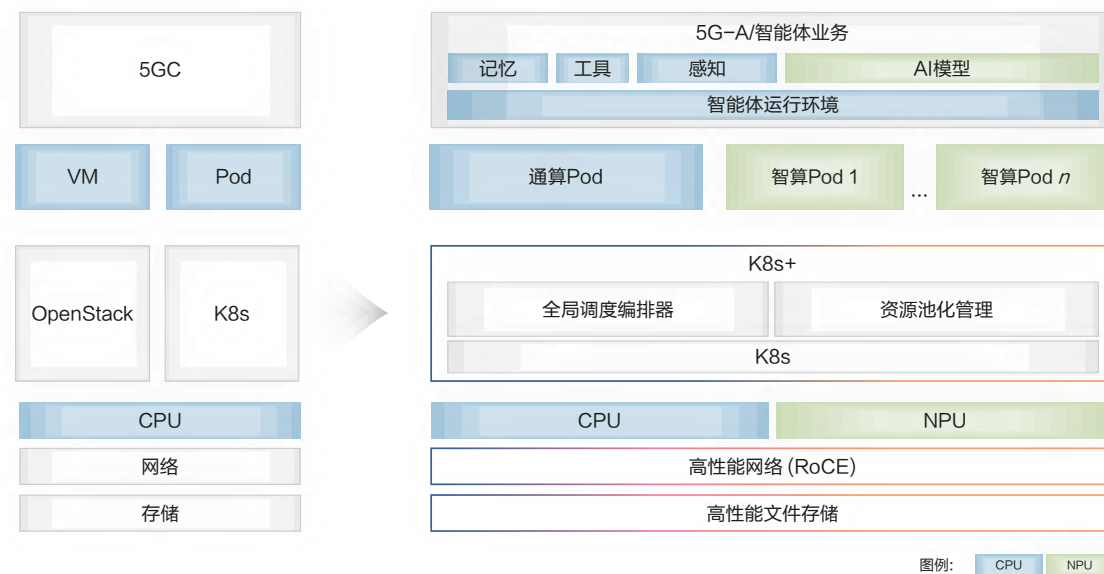 5GC
VM
Pod
OpenStack
K8s
CPU
网络
存储
5G-A/智能体业务
记忆
工具
感知
AI模型
智能体运行环境
通算Pod
智算Pod 1
...
智算Pod n
K8s+
全局调度编排器
资源池化管理
K8s
CPU
NPU
高性能网络 (RoCE)
高性能文件存储
图例:
CPU
NPU